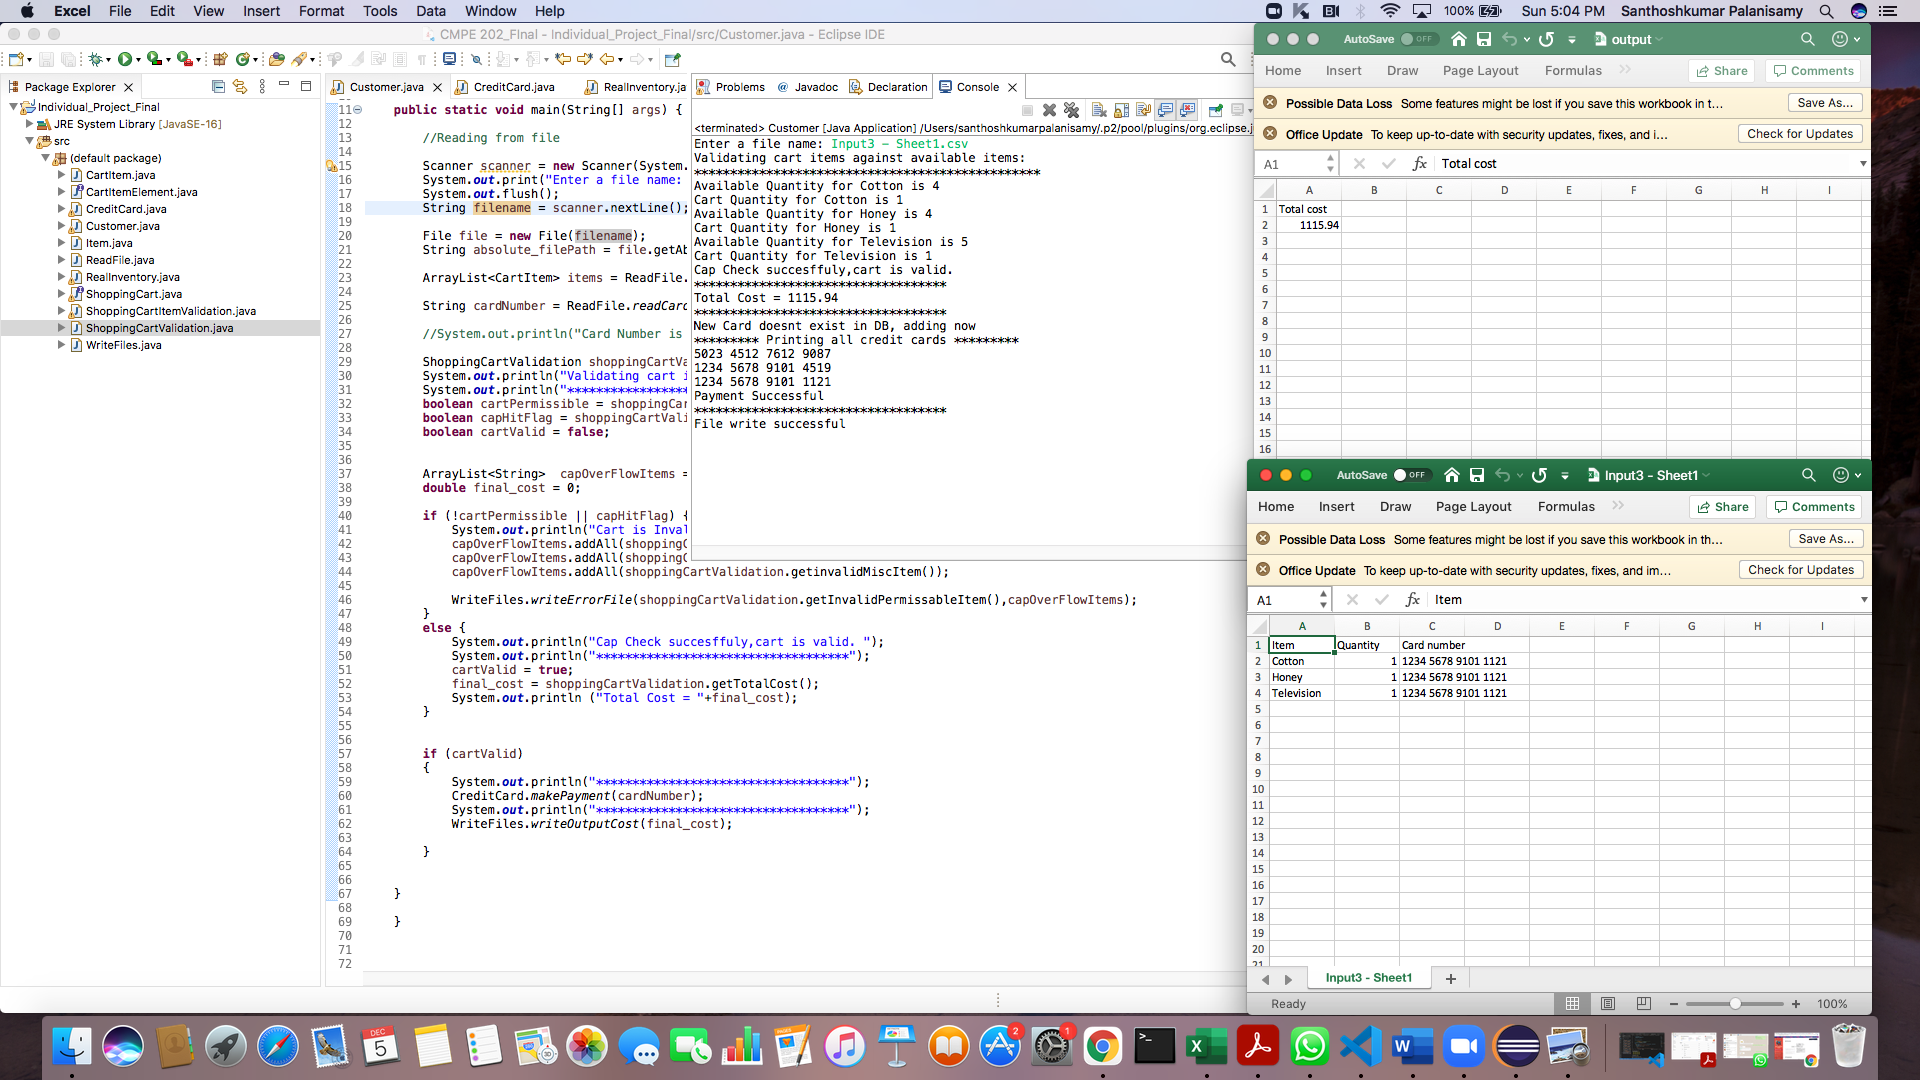 Excel File Edit View Insert Format Tools Data Window Help
100% Sun 5:04 PM Santhoshkumar Palanisamy
CMPE 202_FInal - Individual_Project_Final/src/Customer.java - Eclipse IDE
Package Explorer
Individual_Project_Final
JRE System Library [JavaSE-16]
src
(default package)
CartItem.java
CartItemElement.java
CreditCard.java
Customer.java
Item.java
ReadFile.java
RealInventory.java
ShoppingCart.java
ShoppingCartItemValidation.java
ShoppingCartValidation.java
WriteFiles.java
Customer.java CreditCard.java RealInventory.ja
11 public static void main(String[] args) {
12
13 //Reading from file
14
15 Scanner scanner = new Scanner(System.
16 System.out.print("Enter a file name:
17 System.out.flush();
18 String filename = scanner.nextLine();
19
20 File file = new File(filename);
21 String absolute_filePath = file.getAb
22
23 ArrayList<CartItem> items = ReadFile.
24
25 String cardNumber = ReadFile.readCard
26
27 //System.out.println("Card Number is
28
29 ShoppingCartValidation shoppingCartVa
30 System.out.println("Validating cart i
31 System.out.println("*****************
32 boolean cartPermissible = shoppingCar
33 boolean capHitFlag = shoppingCartVali
34 boolean cartValid = false;
35
36
37 ArrayList<String> capOverFlowItems =
38 double final_cost = 0;
39
40 if (!cartPermissible || capHitFlag) {
41 System.out.println("Cart is Inval
42 capOverFlowItems.addAll(shoppingC
43 capOverFlowItems.addAll(shoppingC
44 capOverFlowItems.addAll(shoppingCartValidation.getinvalidMiscItem());
45
46 WriteFiles.writeErrorFile(shoppingCartValidation.getInvalidPermissableItem(),capOverFlowItems);
47 }
48 else {
49 System.out.println("Cap Check succesffuly,cart is valid. ");
50 System.out.println("***********************************");
51 cartValid = true;
52 final_cost = shoppingCartValidation.getTotalCost();
53 System.out.println ("Total Cost = "+final_cost);
54 }
55
56
57 if (cartValid)
58 {
59 System.out.println("***********************************");
60 CreditCard.makePayment(cardNumber);
61 System.out.println("***********************************");
62 WriteFiles.writeOutputCost(final_cost);
63
64 }
65
66
67 }
68
69 }
70
71
72
Problems Javadoc Declaration Console
<terminated> Customer [Java Application] /Users/santhoshkumarpalanisamy/.p2/pool/plugins/org.eclipse.j
Enter a file name: Input3 - Sheet1.csv
Validating cart items against available items:
************************************************
Available Quantity for Cotton is 4
Cart Quantity for Cotton is 1
Available Quantity for Honey is 4
Cart Quantity for Honey is 1
Available Quantity for Television is 5
Cart Quantity for Television is 1
Cap Check succesffuly,cart is valid.
***********************************
Total Cost = 1115.94
***********************************
New Card doesnt exist in DB, adding now
********* Printing all credit cards *********
5023 4512 7612 9087
1234 5678 9101 4519
1234 5678 9101 1121
Payment Successful
***********************************
File write successful
AutoSave OFF output
Home Insert Draw Page Layout Formulas Share Comments
Possible Data Loss Some features might be lost if you save this workbook in t... Save As...
Office Update To keep up-to-date with security updates, fixes, and i... Check for Updates
A1 fx Total cost
A B C D E F G H I
1 Total cost
2 1115.94
3
4
5
6
7
8
9
10
11
12
13
14
15
16
AutoSave OFF Input3 - Sheet1
Home Insert Draw Page Layout Formulas Share Comments
Possible Data Loss Some features might be lost if you save this workbook in th... Save As...
Office Update To keep up-to-date with security updates, fixes, and im... Check for Updates
A1 fx Item
A B C D E F G H I
1 Item Quantity Card number
2 Cotton 1 1234 5678 9101 1121
3 Honey 1 1234 5678 9101 1121
4 Television 1 1234 5678 9101 1121
5
6
7
8
9
10
11
12
13
14
15
16
17
18
19
20
21
Input3 - Sheet1
Ready 100%
DEC
5
2
1